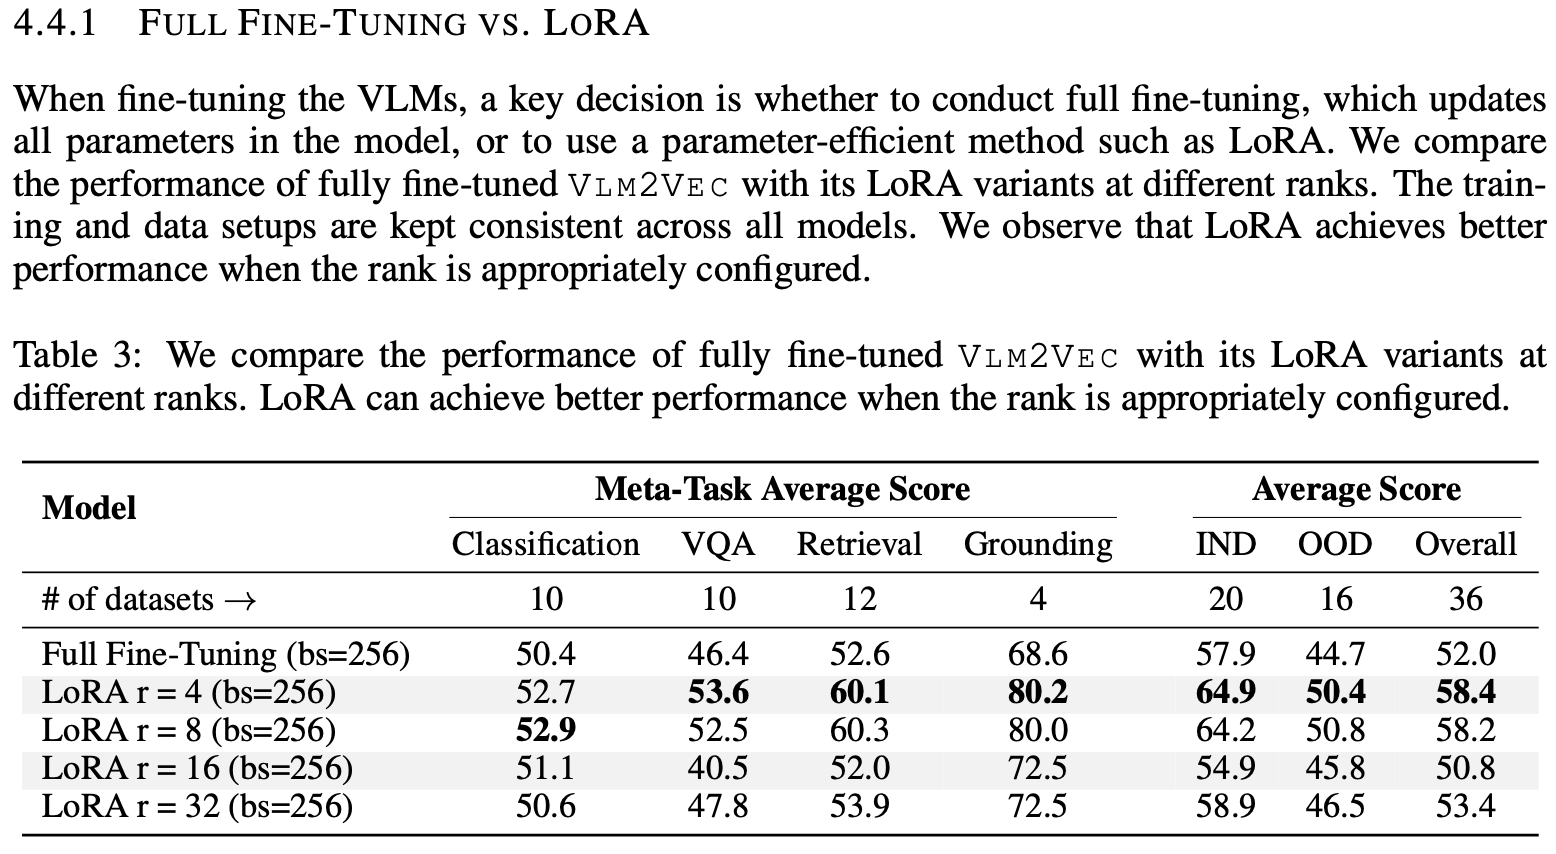 4.4.1 FULL FINE-TUNING VS. LORA
When fine-tuning the VLMs, a key decision is whether to conduct full fine-tuning, which updates
all parameters in the model, or to use a parameter-efficient method such as LoRA. We compare
the performance of fully fine-tuned VLM2VEC with its LoRA variants at different ranks. The train-
ing and data setups are kept consistent across all models. We observe that LoRA achieves better
performance when the rank is appropriately configured.
Table 3: We compare the performance of fully fine-tuned VLM2VEC with its LoRA variants at
different ranks. LoRA can achieve better performance when the rank is appropriately configured.
Model Meta-Task Average Score Average Score
Classification VQA Retrieval Grounding IND OOD Overall
# of datasets → 10 10 12 4 20 16 36
Full Fine-Tuning (bs=256) 50.4 46.4 52.6 68.6 57.9 44.7 52.0
LoRA r = 4 (bs=256) 52.7 53.6 60.1 80.2 64.9 50.4 58.4
LoRA r = 8 (bs=256) 52.9 52.5 60.3 80.0 64.2 50.8 58.2
LoRA r = 16 (bs=256) 51.1 40.5 52.0 72.5 54.9 45.8 50.8
LoRA r = 32 (bs=256) 50.6 47.8 53.9 72.5 58.9 46.5 53.4